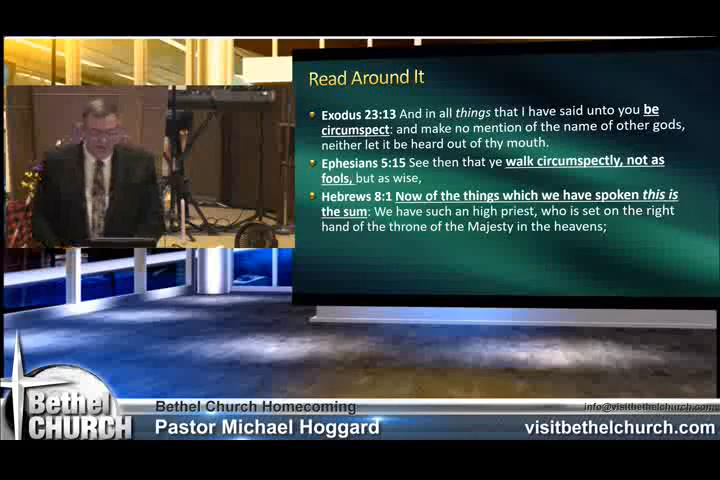 Read Around It
Exodus 23:13 And in all things that I have said unto you be
circumspect: and make no mention of the name of other gods,
neither let it be heard out of thy mouth.
Ephesians 5:15 See then that ye walk circumspectly, not as
fools, but as wise,
Hebrews 8:1 Now of the things which we have spoken this is
the sum: We have such an high priest, who is set on the right
hand of the throne of the Majesty in the heavens;
Bethel
CHURCH
Bethel Church Homecoming
info@visitbethelchurch.com
Pastor Michael Hoggard
visitbethelchurch.com